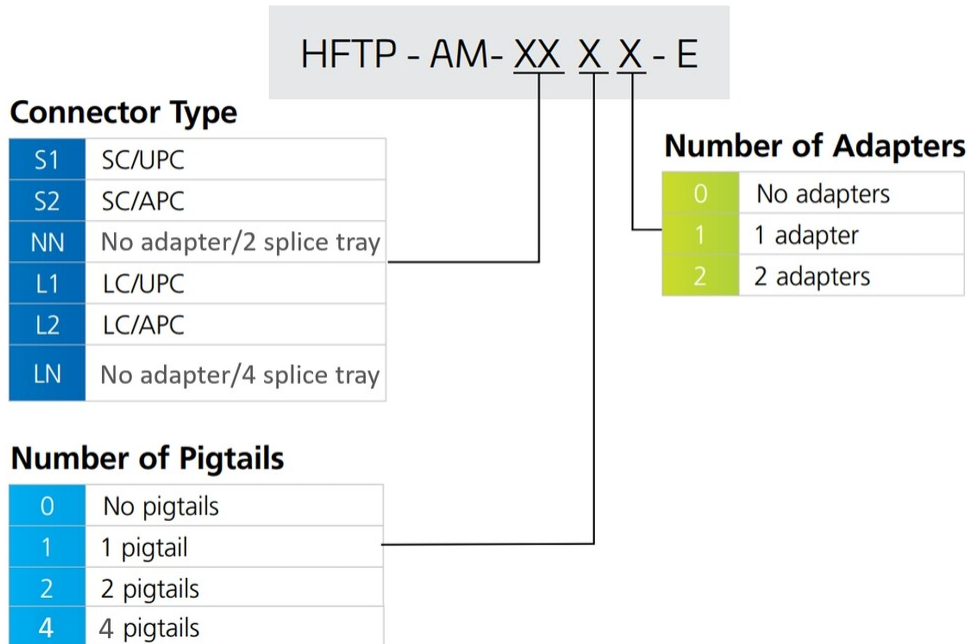 HFTP - AM- XX X X - E
Connector Type
S1 SC/UPC
S2 SC/APC
NN No adapter/2 splice tray
L1 LC/UPC
L2 LC/APC
LN No adapter/4 splice tray
Number of Adapters
0 No adapters
1 1 adapter
2 2 adapters
Number of Pigtails
0 No pigtails
1 1 pigtail
2 2 pigtails
4 4 pigtails